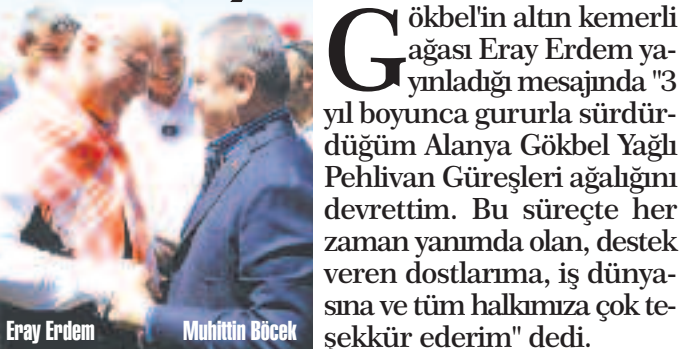 Eray Erdem
Muhittin Böcek
Gökbel'in altın kemerli
ağası Eray Erdem ya-
yınladığı mesajında "3
yıl boyunca gururla sürdür-
düğüm Alanya Gökbel Yağlı
Pehlivan Güreşleri ağalığını
devrettim. Bu süreçte her
zaman yanımda olan, destek
veren dostlarıma, iş dünya-
sına ve tüm halkımıza çok te-
şekkür ederim" dedi.